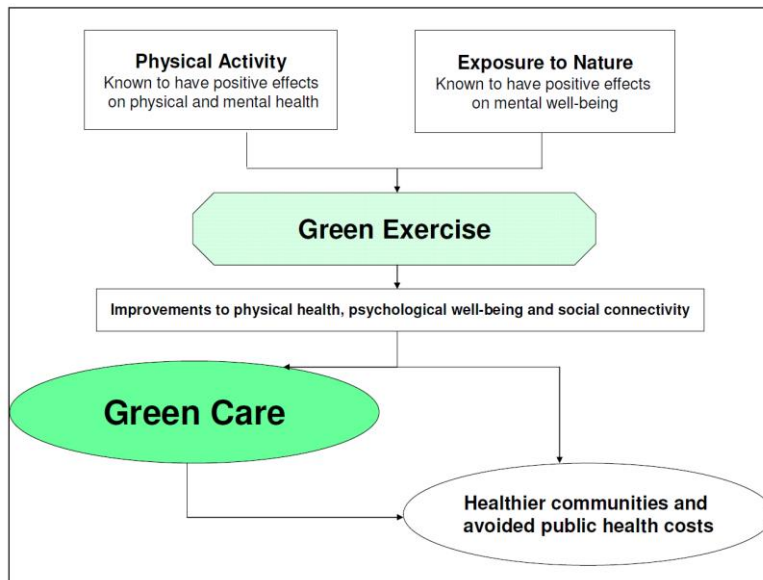 Physical Activity
Known to have positive effects
on physical and mental health
Exposure to Nature
Known to have positive effects
on mental well-being
Green Exercise
Improvements to physical health, psychological well-being and social connectivity
Green Care
Healthier communities and
avoided public health costs